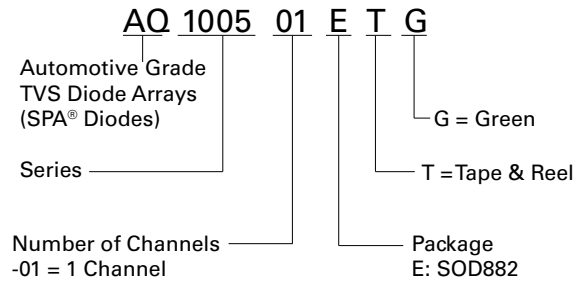 AQ 1005 01 E T G
Automotive Grade
TVS Diode Arrays
(SPA® Diodes)
G = Green
Series
T =Tape & Reel
Number of Channels
-01 = 1 Channel
Package
E: SOD882